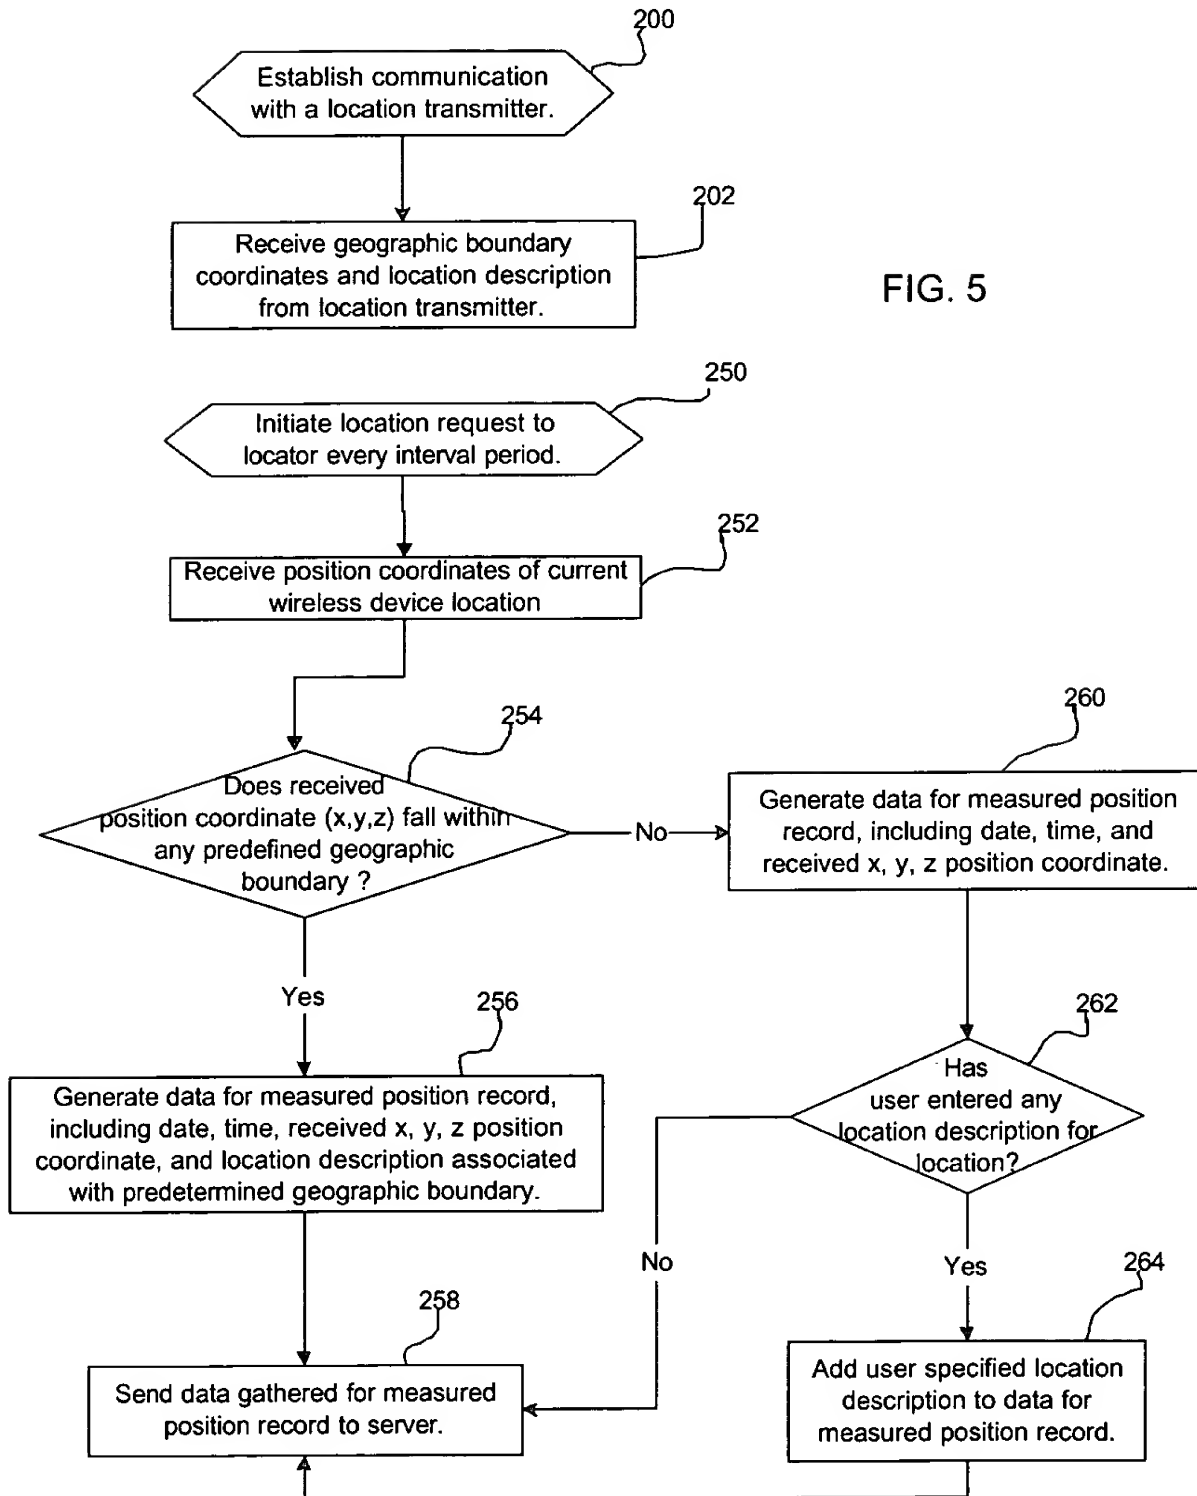 200
Establish communication
with a location transmitter.
202
Receive geographic boundary
coordinates and location description
from location transmitter.
FIG. 5
250
Initiate location request to
locator every interval period.
252
Receive position coordinates of current
wireless device location
254
Does received
position coordinate (x,y,z) fall within
any predefined geographic
boundary ?
No
260
Generate data for measured position
record, including date, time, and
received x, y, z position coordinate.
Yes
256
Generate data for measured position record,
including date, time, received x, y, z position
coordinate, and location description associated
with predetermined geographic boundary.
262
Has
user entered any
location description for
location?
No
Yes
258
Send data gathered for measured
position record to server.
264
Add user specified location
description to data for
measured position record.